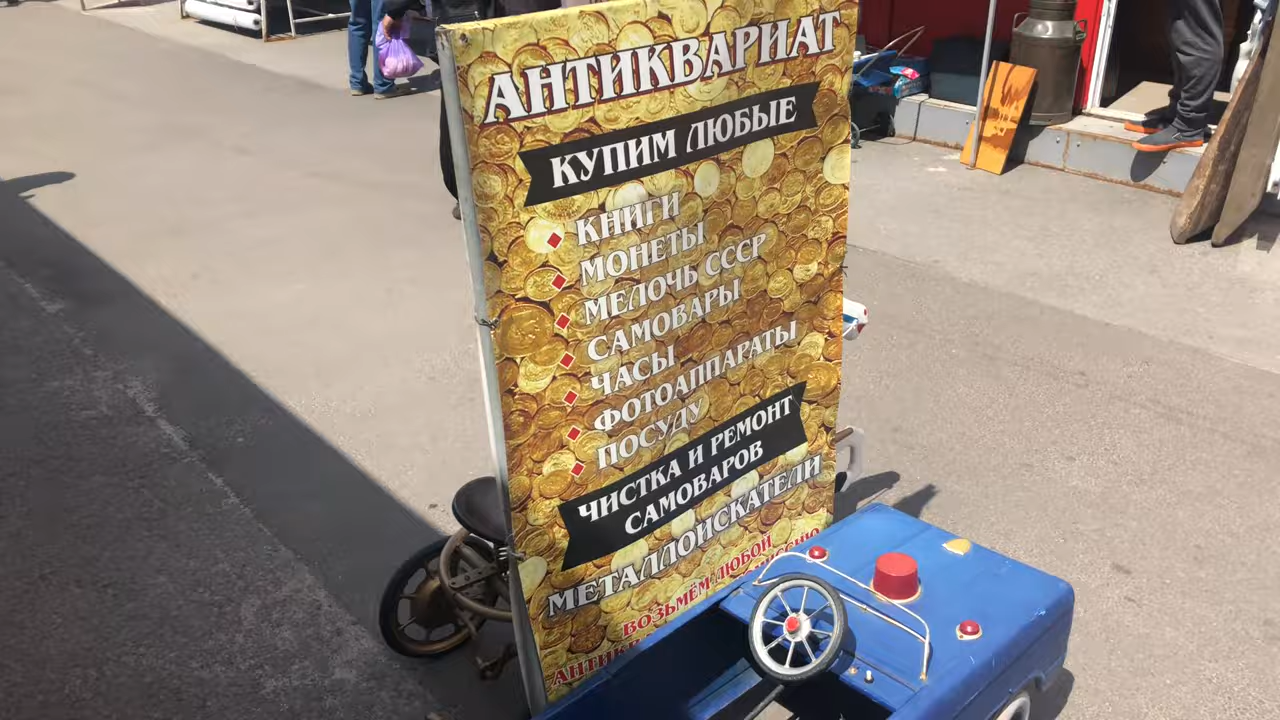 АНТИКВАРИАТ
КУПИМ ЛЮБЫЕ
КНИГИ
МОНЕТЫ
МЕЛОЧЬ СССР
САМОВАРЫ
ЧАСЫ
ФОТОАППАРАТЫ
ПОСУДУ
ЧИСТКА И РЕМОНТ
САМОВАРОВ
МЕТАЛЛОИСКАТЕЛИ
ВОЗЬМЁМ ЛЮБОЙ